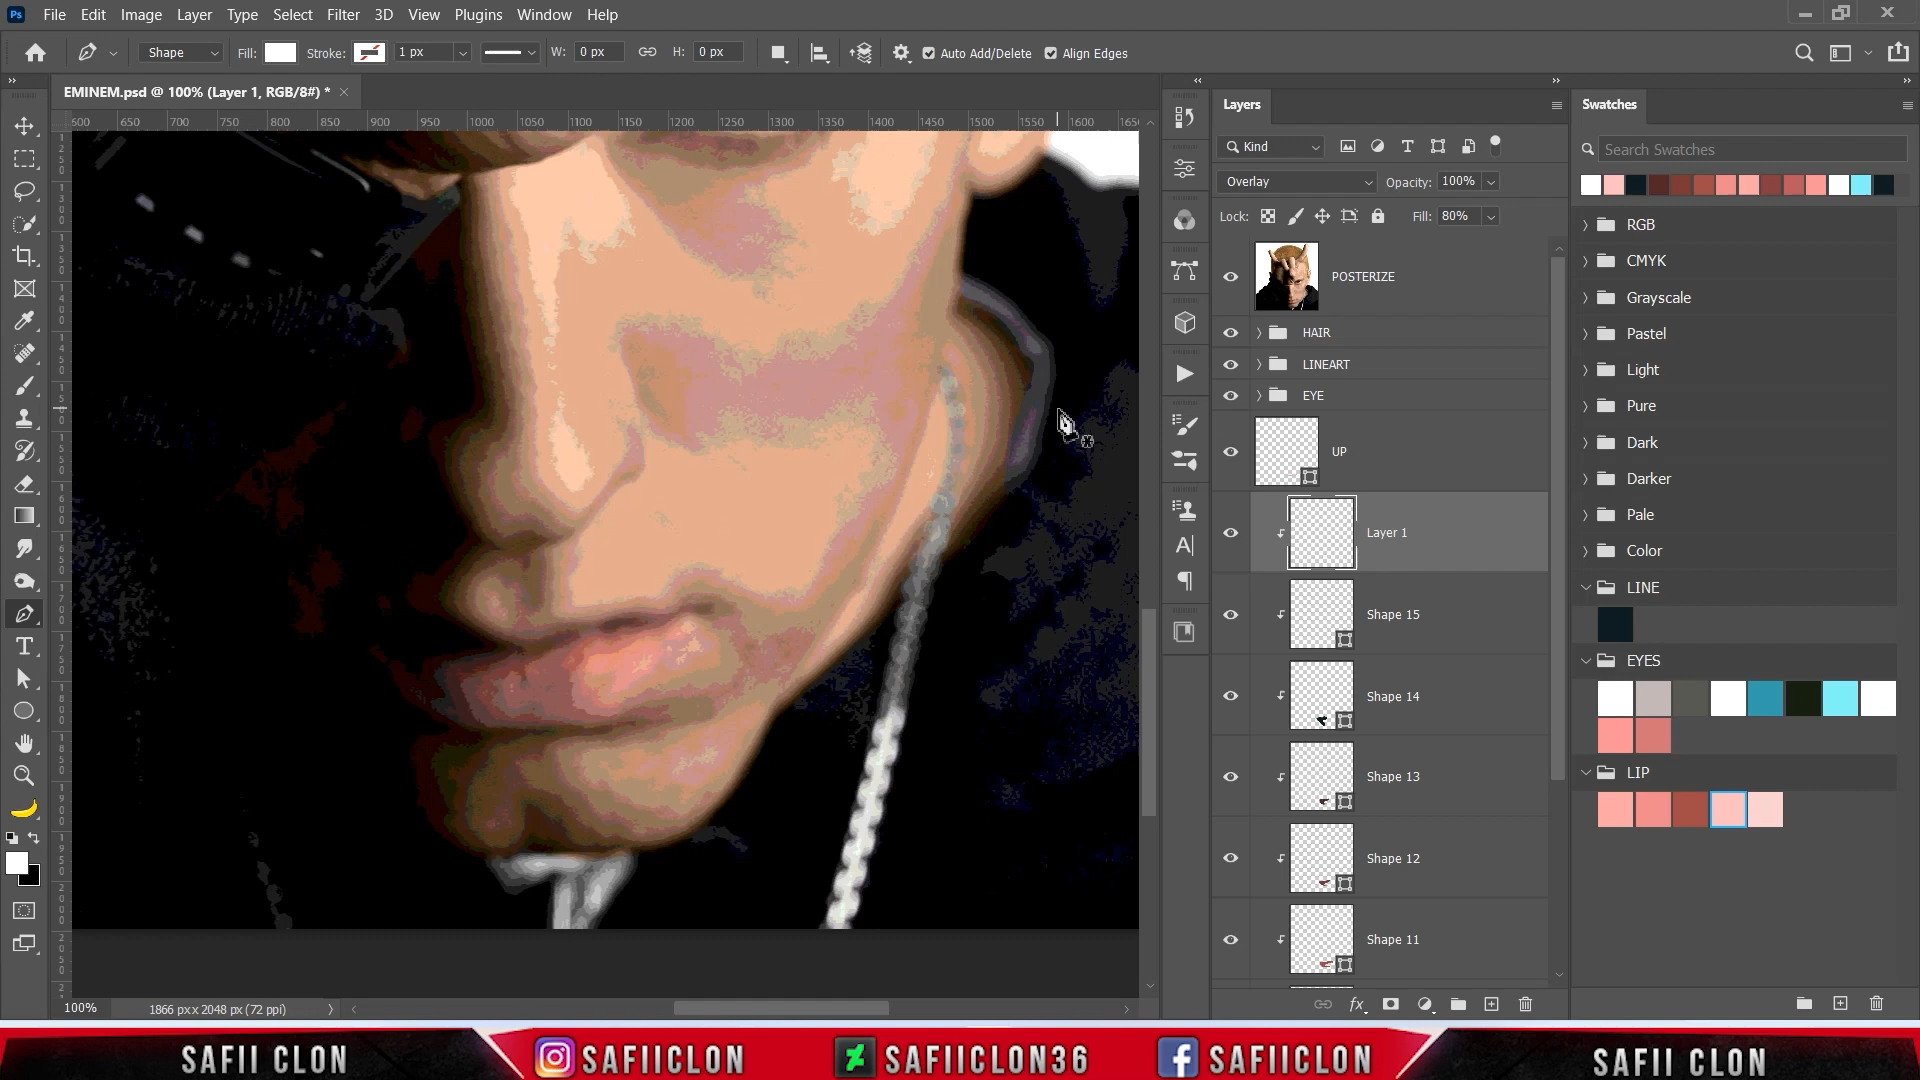 Ps File Edit Image Layer Type Select Filter 3D View Plugins Window Help
Shape Fill: Stroke: 1 px W: 0 px H: 0 px Auto Add/Delete Align Edges
EMINEM.psd @ 100% (Layer 1, RGB/8#) *
600 650 700 750 800 850 900 950 1000 1050 1100 1150 1200 1250 1300 1350 1400 1450 1500 1550 1600 165
Layers
Kind
Overlay Opacity: 100%
Lock: Fill: 80%
POSTERIZE
HAIR
LINEART
EYE
UP
Layer 1
Shape 15
Shape 14
Shape 13
Shape 12
Shape 11
fx
Swatches
Search Swatches
RGB
CMYK
Grayscale
Pastel
Light
Pure
Dark
Darker
Pale
Color
LINE
EYES
LIP
100% 1866 px x 2048 px (72 ppi)
SAFII CLON SAFIICLON SAFIICLON36 SAFIICLON SAFII CLON